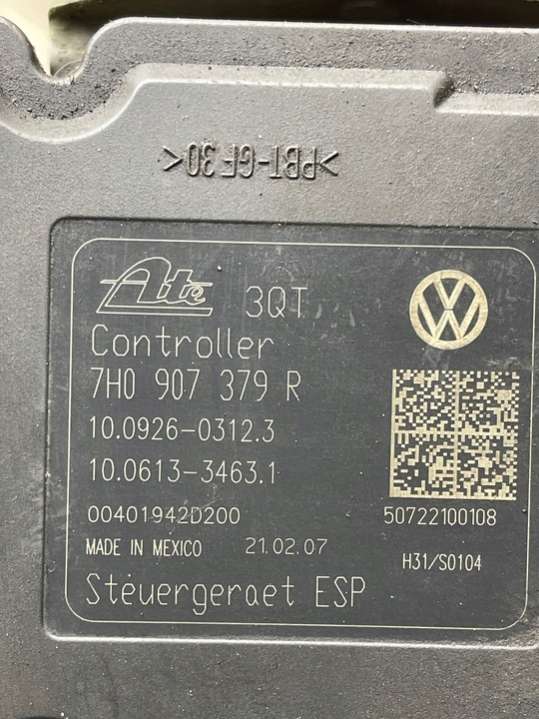 >PBT-GF30<
Ate 3QT
Controller
7H0 907 379 R
10.0926-0312.3
10.0613-3463.1
00401942D200 50722100108
MADE IN MEXICO 21.02.07 H31/S0104
Steuergeraet ESP